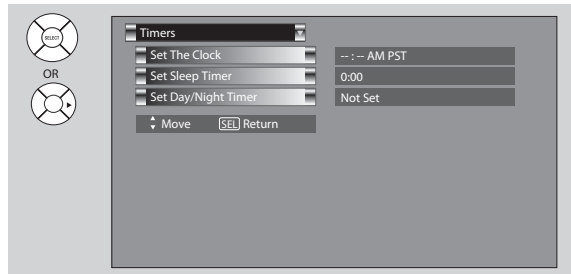 SELECT
OR
Timers
Set The Clock -- : -- AM PST
Set Sleep Timer 0:00
Set Day/Night Timer Not Set
Move SEL Return